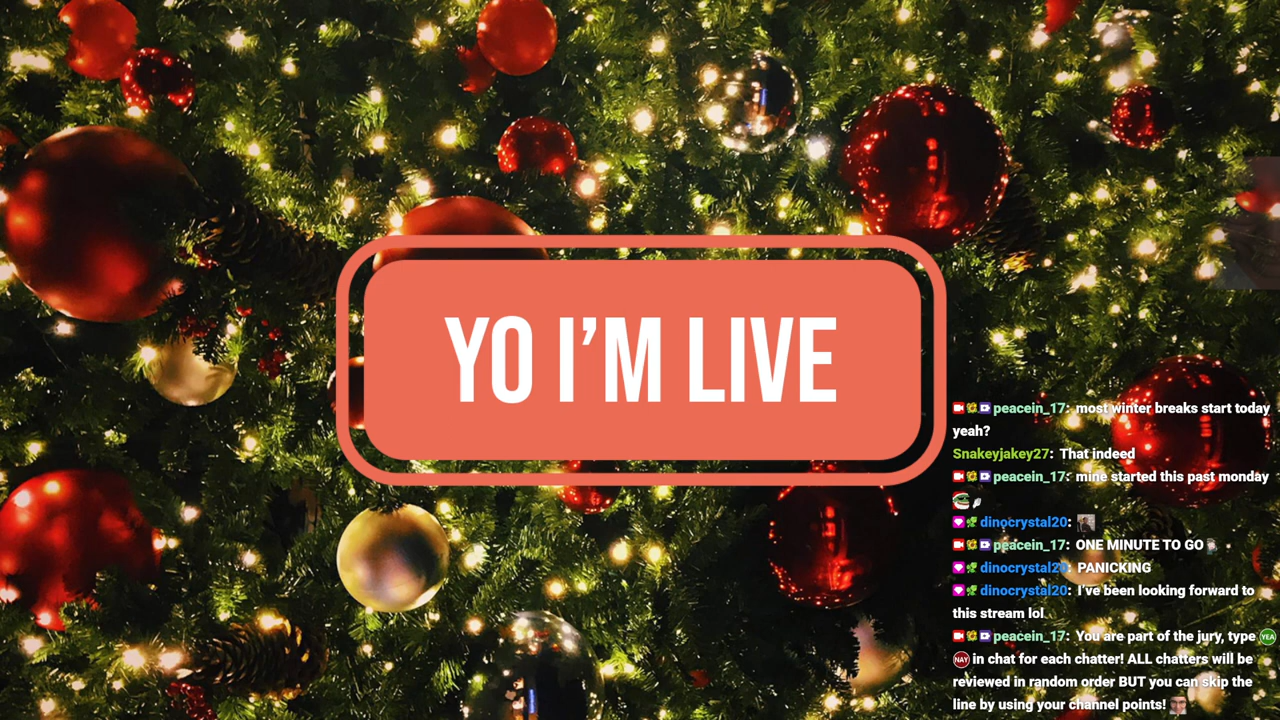 YO I’M LIVE
peacein_17: most winter breaks start today
yeah?
Snakeyjakey27: That indeed
peacein_17: mine started this past monday
dinocrystal20:
peacein_17: ONE MINUTE TO GO
dinocrystal20: PANICKING
dinocrystal20: I've been looking forward to
this stream lol
peacein_17: You are part of the jury, type YEA
NAY in chat for each chatter! ALL chatters will be
reviewed in random order BUT you can skip the
line by using your channel points!